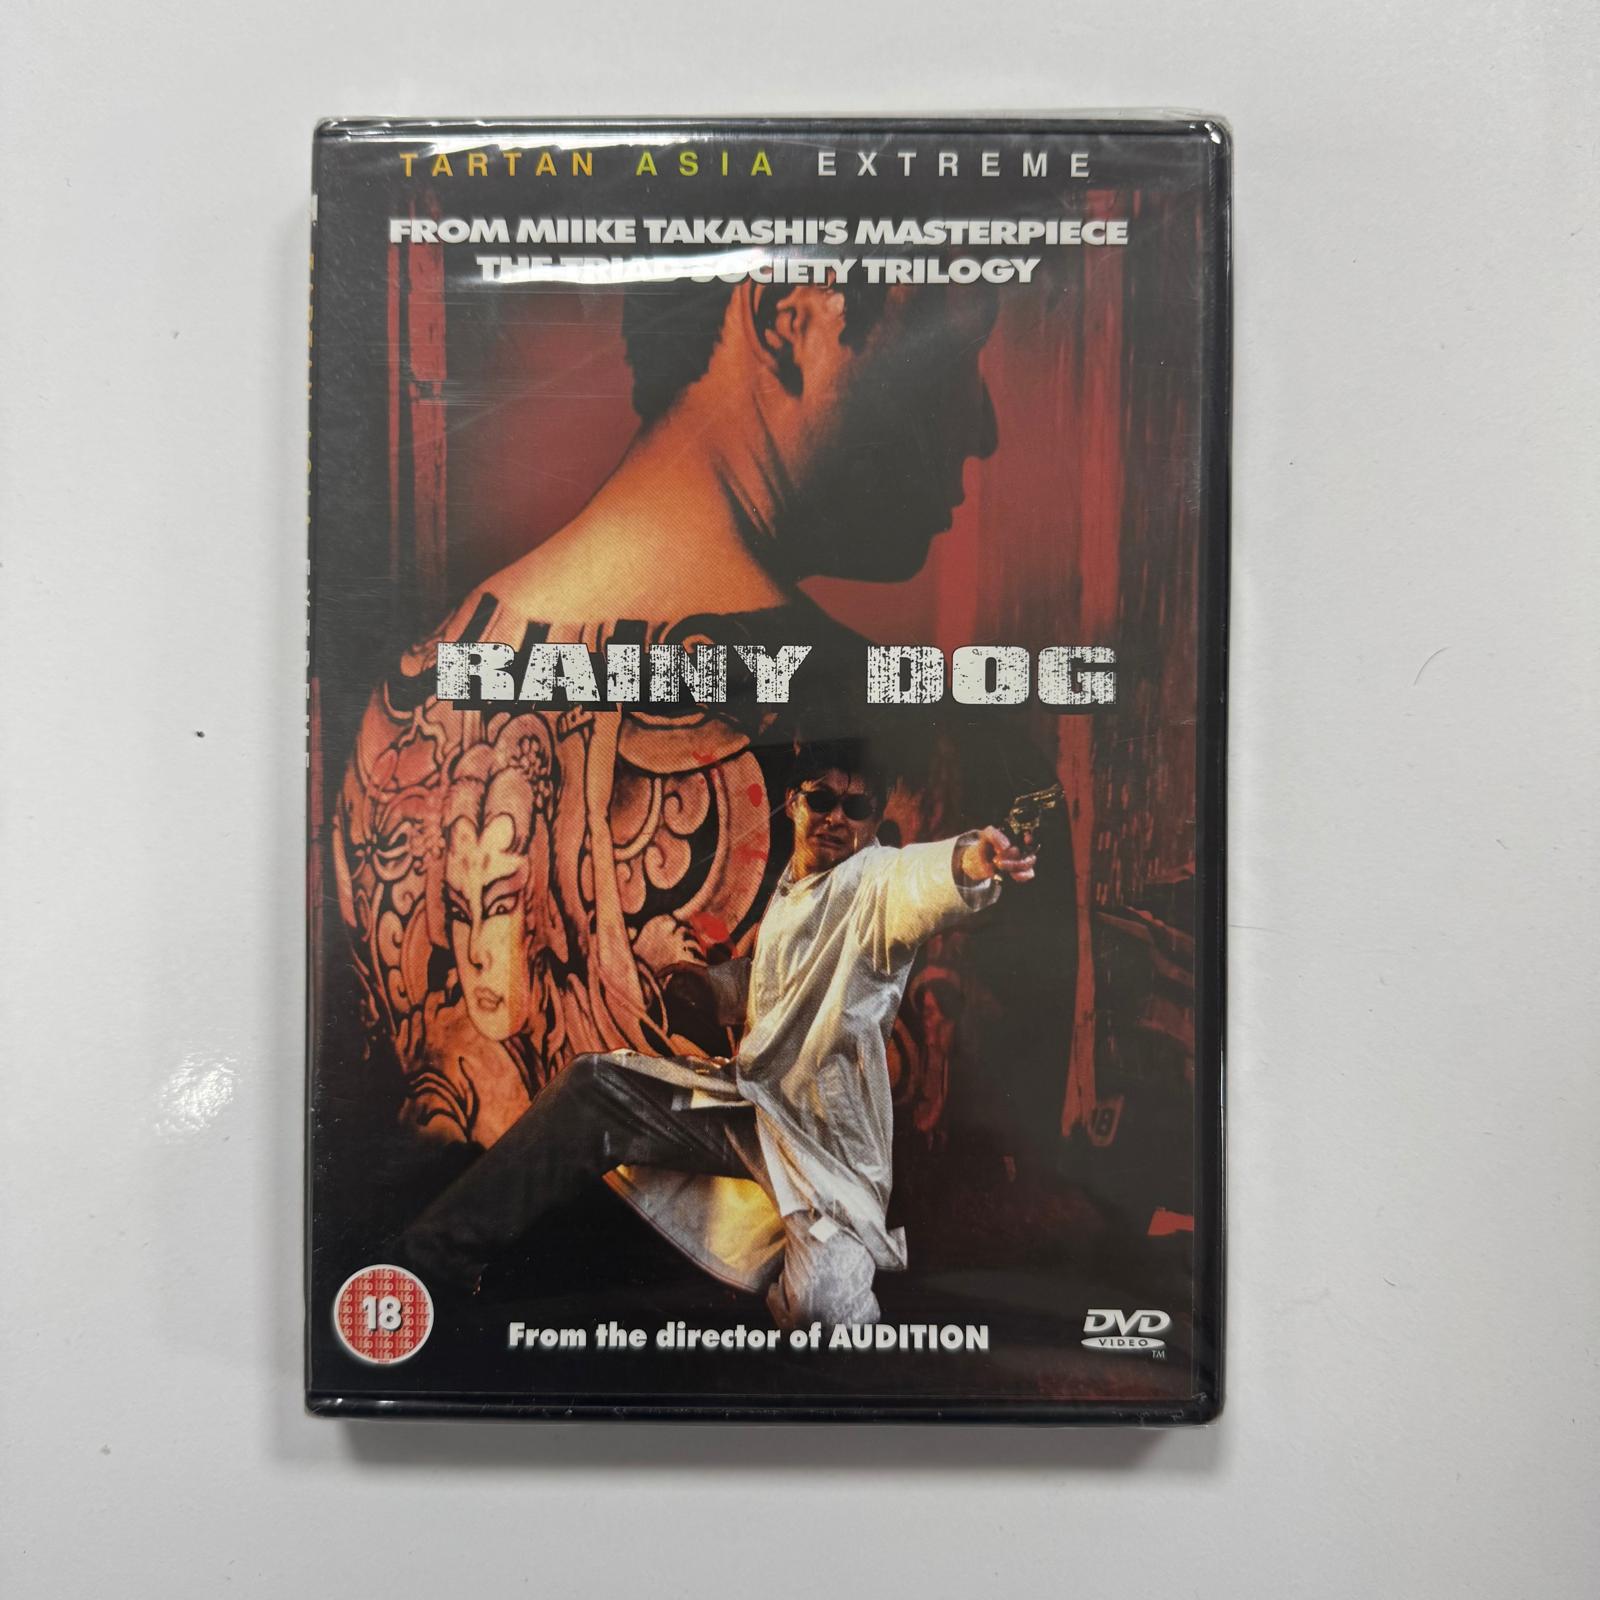 TARTAN ASIA EXTREME
FROM MIIKE TAKASHI'S MASTERPIECE
THE TRIAD SOCIETY TRILOGY
RAINY DOG
18
From the director of AUDITION
DVD
VIDEO
TM